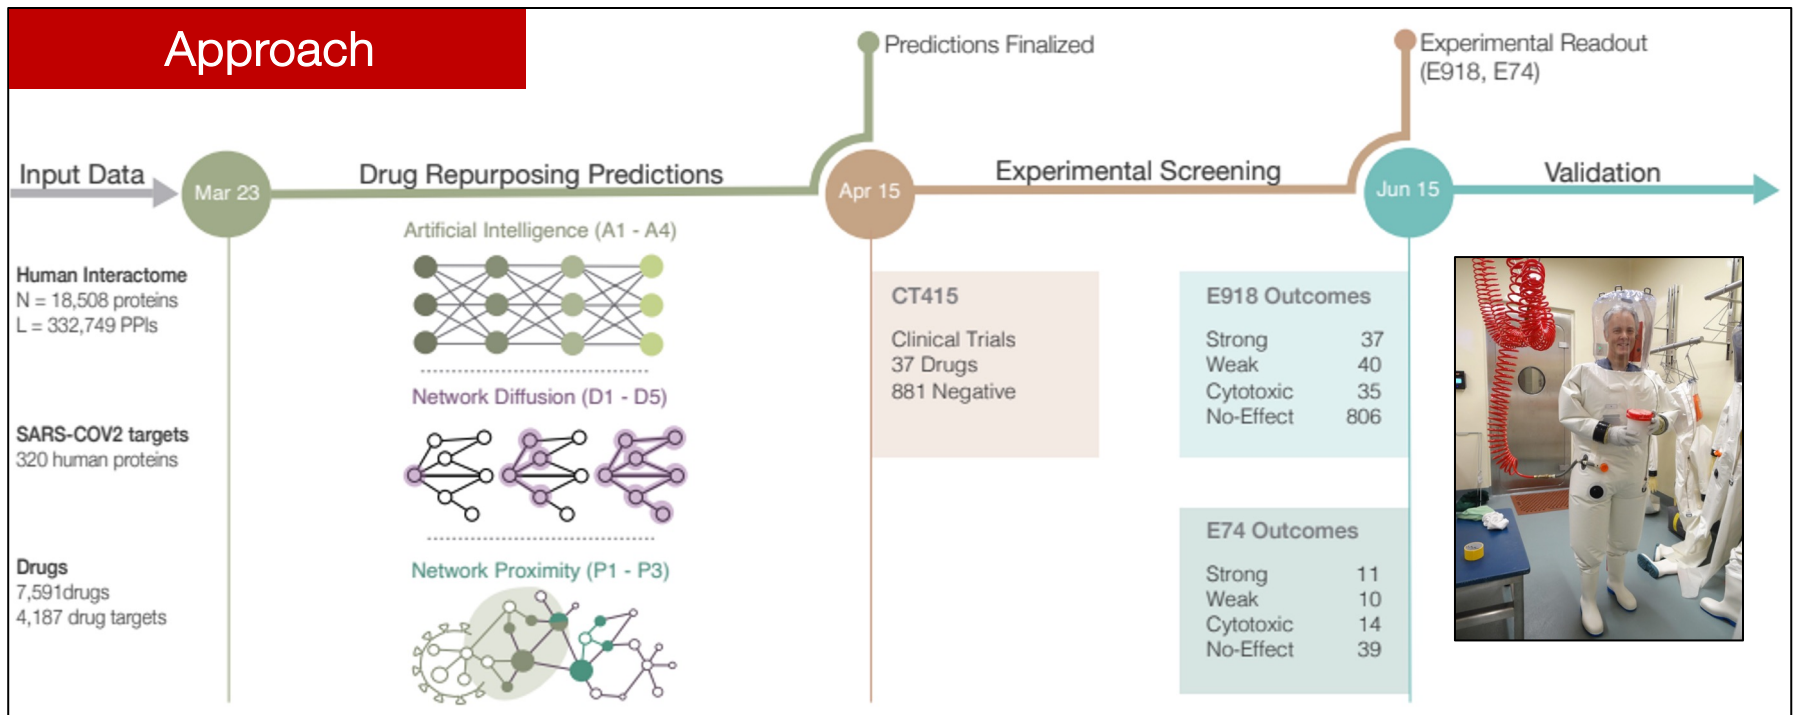 Approach
Predictions Finalized
Experimental Readout
(E918, E74)
Input Data
Mar 23
Drug Repurposing Predictions
Apr 15
Experimental Screening
Jun 15
Validation
Human Interactome
N = 18,508 proteins
L = 332,749 PPIs
SARS-COV2 targets
320 human proteins
Drugs
7,591drugs
4,187 drug targets
Artificial Intelligence (A1 - A4)
Network Diffusion (D1 - D5)
Network Proximity (P1 - P3)
CT415
Clinical Trials
37 Drugs
881 Negative
E918 Outcomes
Strong 37
Weak 40
Cytotoxic 35
No-Effect 806
E74 Outcomes
Strong 11
Weak 10
Cytotoxic 14
No-Effect 39